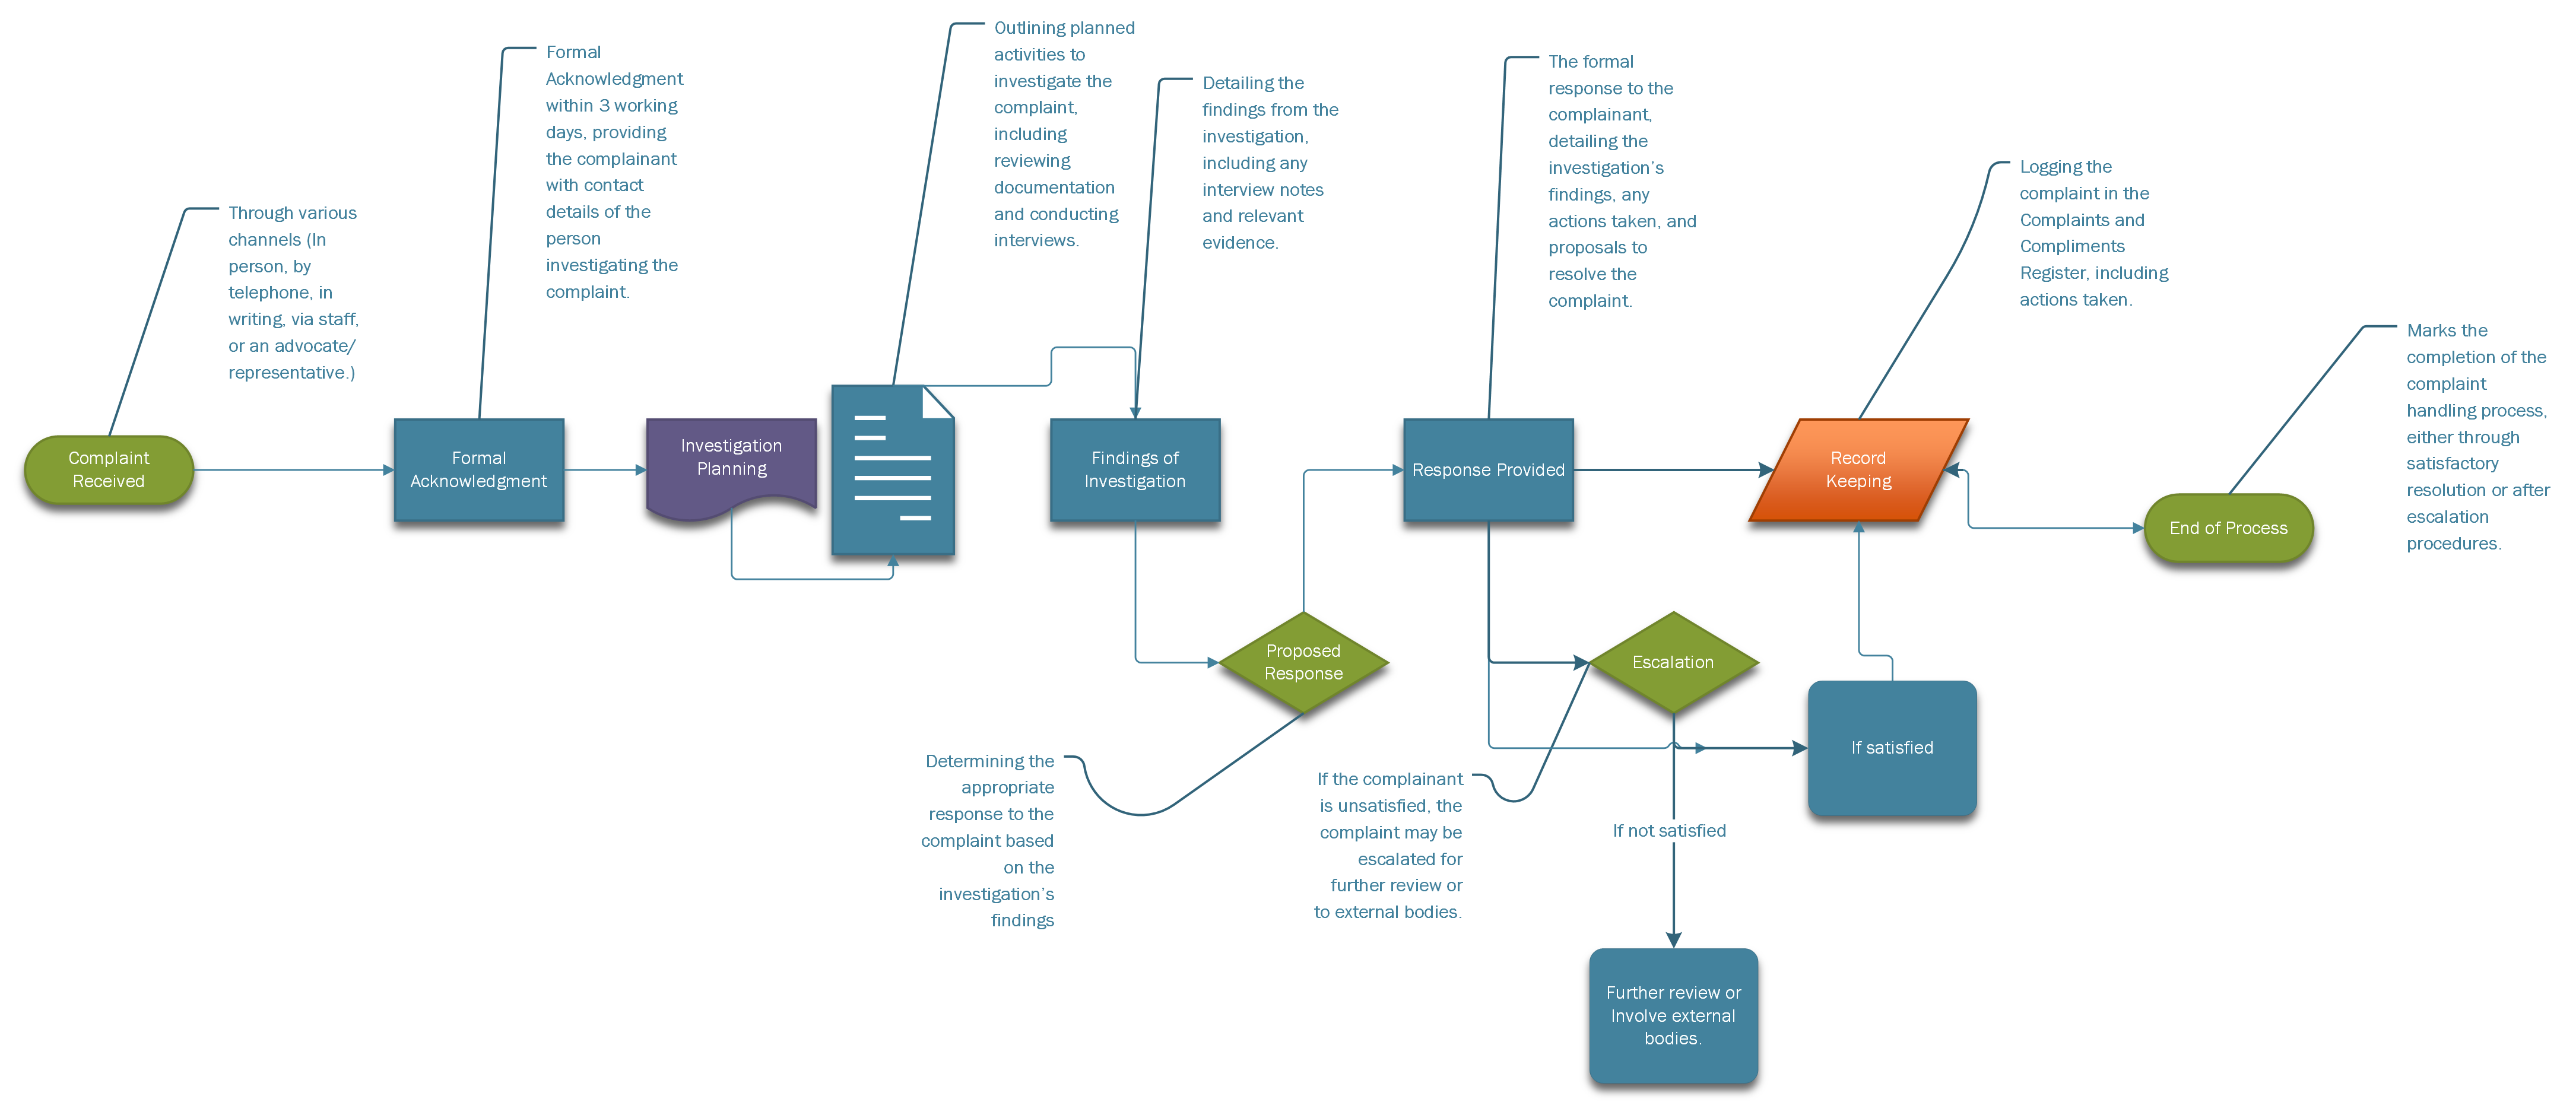 Complaint
Received
Through various
channels (In
person, by
telephone, in
writing, via staff,
or an advocate/
representative.)
Formal
Acknowledgment
Formal
Acknowledgment
within 3 working
days, providing
the complainant
with contact
details of the
person
investigating the
complaint.
Investigation
Planning
Outlining planned
activities to
investigate the
complaint,
including
reviewing
documentation
and conducting
interviews.
Findings of
Investigation
Detailing the
findings from the
investigation,
including any
interview notes
and relevant
evidence.
Proposed
Response
Determining the
appropriate
response to the
complaint based
on the
investigation's
findings
Response Provided
The formal
response to the
complainant,
detailing the
investigation's
findings, any
actions taken, and
proposals to
resolve the
complaint.
Escalation
If the complainant
is unsatisfied, the
complaint may be
escalated for
further review or
to external bodies.
If not satisfied
Further review or
Involve external
bodies.
If satisfied
Record
Keeping
Logging the
complaint in the
Complaints and
Compliments
Register, including
actions taken.
End of Process
Marks the
completion of the
complaint
handling process,
either through
satisfactory
resolution or after
escalation
procedures.